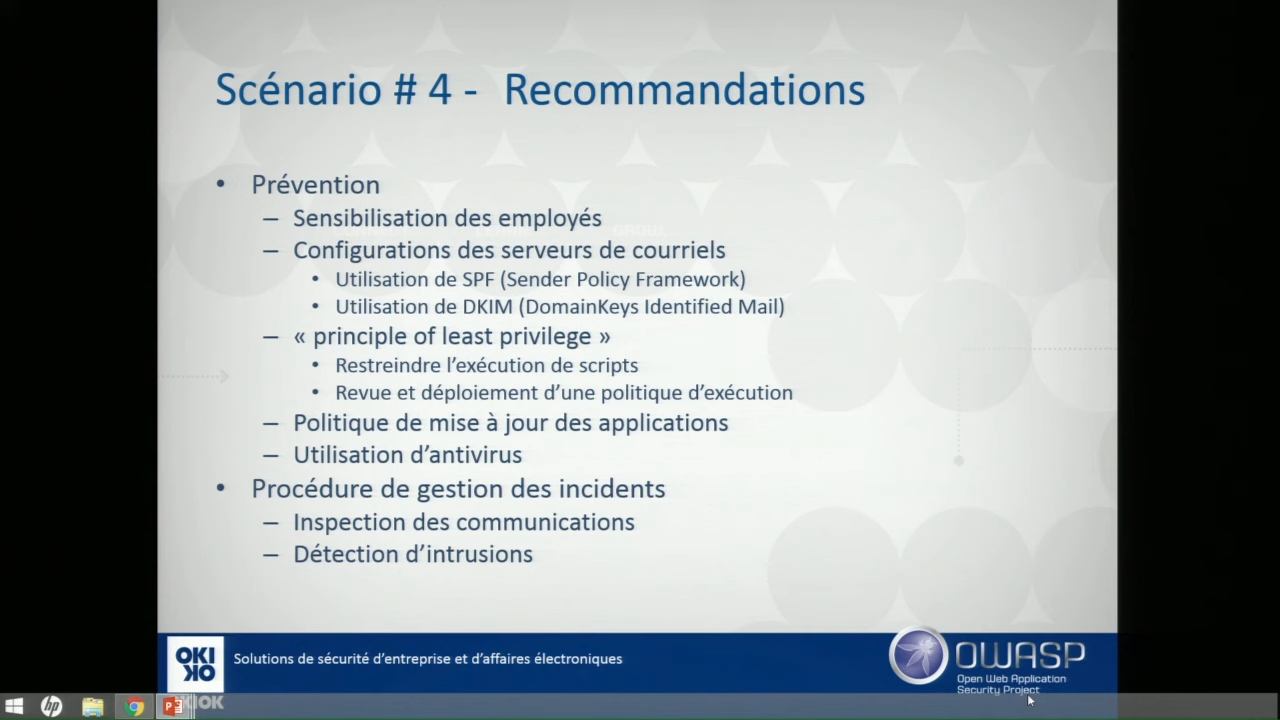 Scénario # 4 - Recommandations
• Prévention
– Sensibilisation des employés
– Configurations des serveurs de courriels
• Utilisation de SPF (Sender Policy Framework)
• Utilisation de DKIM (DomainKeys Identified Mail)
– « principle of least privilege »
• Restreindre l’exécution de scripts
• Revue et déploiement d’une politique d’exécution
– Politique de mise à jour des applications
– Utilisation d’antivirus
• Procédure de gestion des incidents
– Inspection des communications
– Détection d’intrusions
OKIOK
Solutions de sécurité d’entreprise et d’affaires électroniques
OWASP
Open Web Application
Security Project
hp